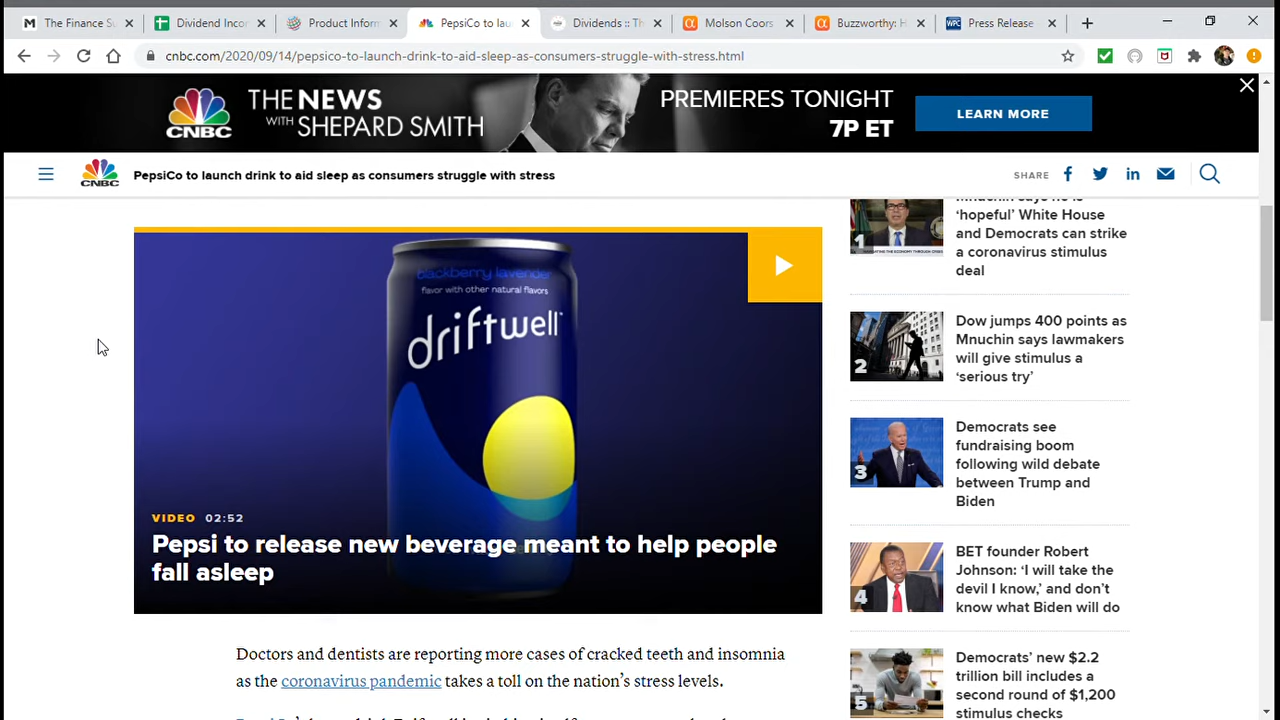 The Finance S
Dividend Inco
Product Inform
PepsiCo to lau
Dividends :: Th
Molson Coors
Buzzworthy: H
WPC
Press Release
cnbc.com/2020/09/14/pepsico-to-launch-drink-to-aid-sleep-as-consumers-struggle-with-stress.html
CNBC
THE NEWS
WITH SHEPARD SMITH
PREMIERES TONIGHT
7P ET
LEARN MORE
CNBC
PepsiCo to launch drink to aid sleep as consumers struggle with stress
SHARE
blackberry lavender
flavor with other natural flavors
driftwell™
VIDEO 02:52
Pepsi to release new beverage meant to help people
fall asleep
Doctors and dentists are reporting more cases of cracked teeth and insomnia
as the coronavirus pandemic takes a toll on the nation's stress levels.
1
Mnuchin says he is
‘hopeful’ White House
and Democrats can strike
a coronavirus stimulus
deal
2
Dow jumps 400 points as
Mnuchin says lawmakers
will give stimulus a
‘serious try’
3
Democrats see
fundraising boom
following wild debate
between Trump and
Biden
4
BET founder Robert
Johnson: ‘I will take the
devil I know,’ and don’t
know what Biden will do
5
Democrats’ new $2.2
trillion bill includes a
second round of $1,200
stimulus checks